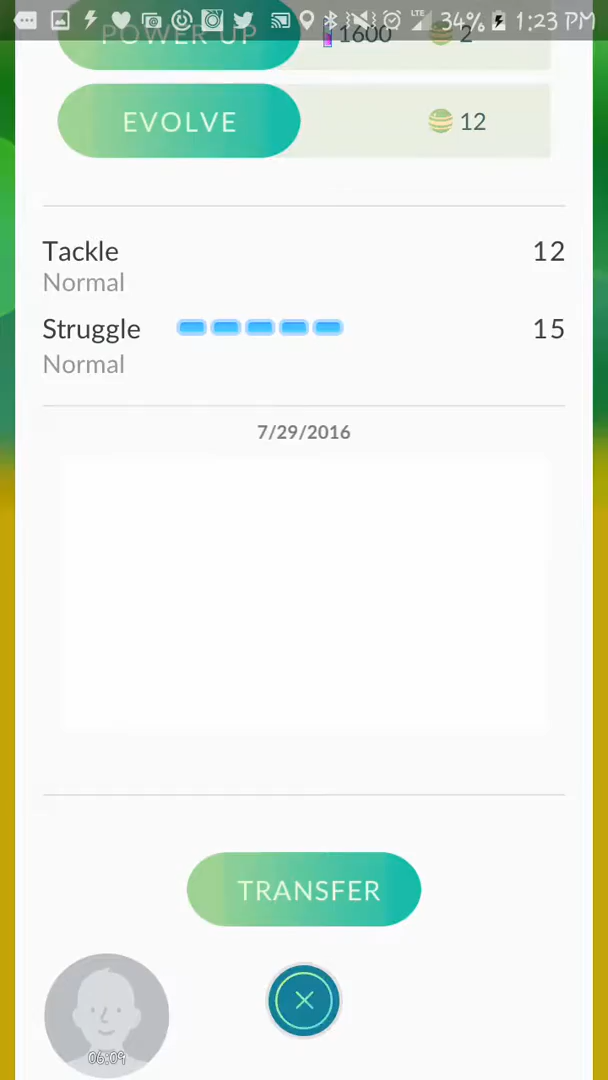 34% 1:23 PM
POWER UP 1600 2
EVOLVE 12
Tackle 12
Normal
Struggle 15
Normal
7/29/2016
TRANSFER
06:09